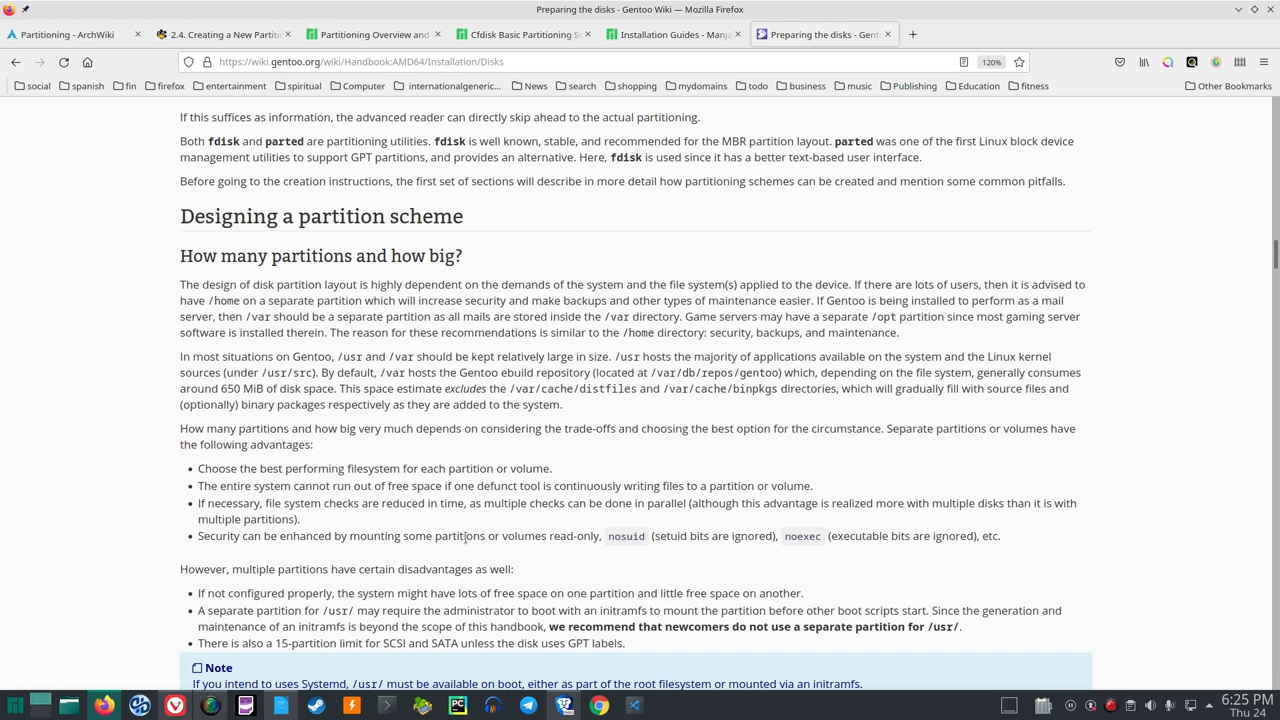 Preparing the disks - Gentoo Wiki — Mozilla Firefox
Partitioning - ArchWiki
2.4. Creating a New Partiti
Partitioning Overview and
Cfdisk Basic Partitioning S
Installation Guides - Manj
Preparing the disks - Gent
https://wiki.gentoo.org/wiki/Handbook:AMD64/Installation/Disks
120%
social
spanish
fin
firefox
entertainment
spiritual
Computer
internationalgeneric...
News
search
shopping
mydomains
todo
business
music
Publishing
Education
fitness
Other Bookmarks
If this suffices as information, the advanced reader can directly skip ahead to the actual partitioning.
Both fdisk and parted are partitioning utilities. fdisk is well known, stable, and recommended for the MBR partition layout. parted was one of the first Linux block device
management utilities to support GPT partitions, and provides an alternative. Here, fdisk is used since it has a better text-based user interface.
Before going to the creation instructions, the first set of sections will describe in more detail how partitioning schemes can be created and mention some common pitfalls.
Designing a partition scheme
How many partitions and how big?
The design of disk partition layout is highly dependent on the demands of the system and the file system(s) applied to the device. If there are lots of users, then it is advised to
have /home on a separate partition which will increase security and make backups and other types of maintenance easier. If Gentoo is being installed to perform as a mail
server, then /var should be a separate partition as all mails are stored inside the /var directory. Game servers may have a separate /opt partition since most gaming server
software is installed therein. The reason for these recommendations is similar to the /home directory: security, backups, and maintenance.
In most situations on Gentoo, /usr and /var should be kept relatively large in size. /usr hosts the majority of applications available on the system and the Linux kernel
sources (under /usr/src). By default, /var hosts the Gentoo ebuild repository (located at /var/db/repos/gentoo) which, depending on the file system, generally consumes
around 650 MiB of disk space. This space estimate excludes the /var/cache/distfiles and /var/cache/binpkgs directories, which will gradually fill with source files and
(optionally) binary packages respectively as they are added to the system.
How many partitions and how big very much depends on considering the trade-offs and choosing the best option for the circumstance. Separate partitions or volumes have
the following advantages:
• Choose the best performing filesystem for each partition or volume.
• The entire system cannot run out of free space if one defunct tool is continuously writing files to a partition or volume.
• If necessary, file system checks are reduced in time, as multiple checks can be done in parallel (although this advantage is realized more with multiple disks than it is with
multiple partitions).
• Security can be enhanced by mounting some partitions or volumes read-only, nosuid (setuid bits are ignored), noexec (executable bits are ignored), etc.
However, multiple partitions have certain disadvantages as well:
• If not configured properly, the system might have lots of free space on one partition and little free space on another.
• A separate partition for /usr/ may require the administrator to boot with an initramfs to mount the partition before other boot scripts start. Since the generation and
maintenance of an initramfs is beyond the scope of this handbook, we recommend that newcomers do not use a separate partition for /usr/.
• There is also a 15-partition limit for SCSI and SATA unless the disk uses GPT labels.
Note
If you intend to uses Systemd, /usr/ must be available on boot, either as part of the root filesystem or mounted via an initramfs.
6:25 PM
Thu 24